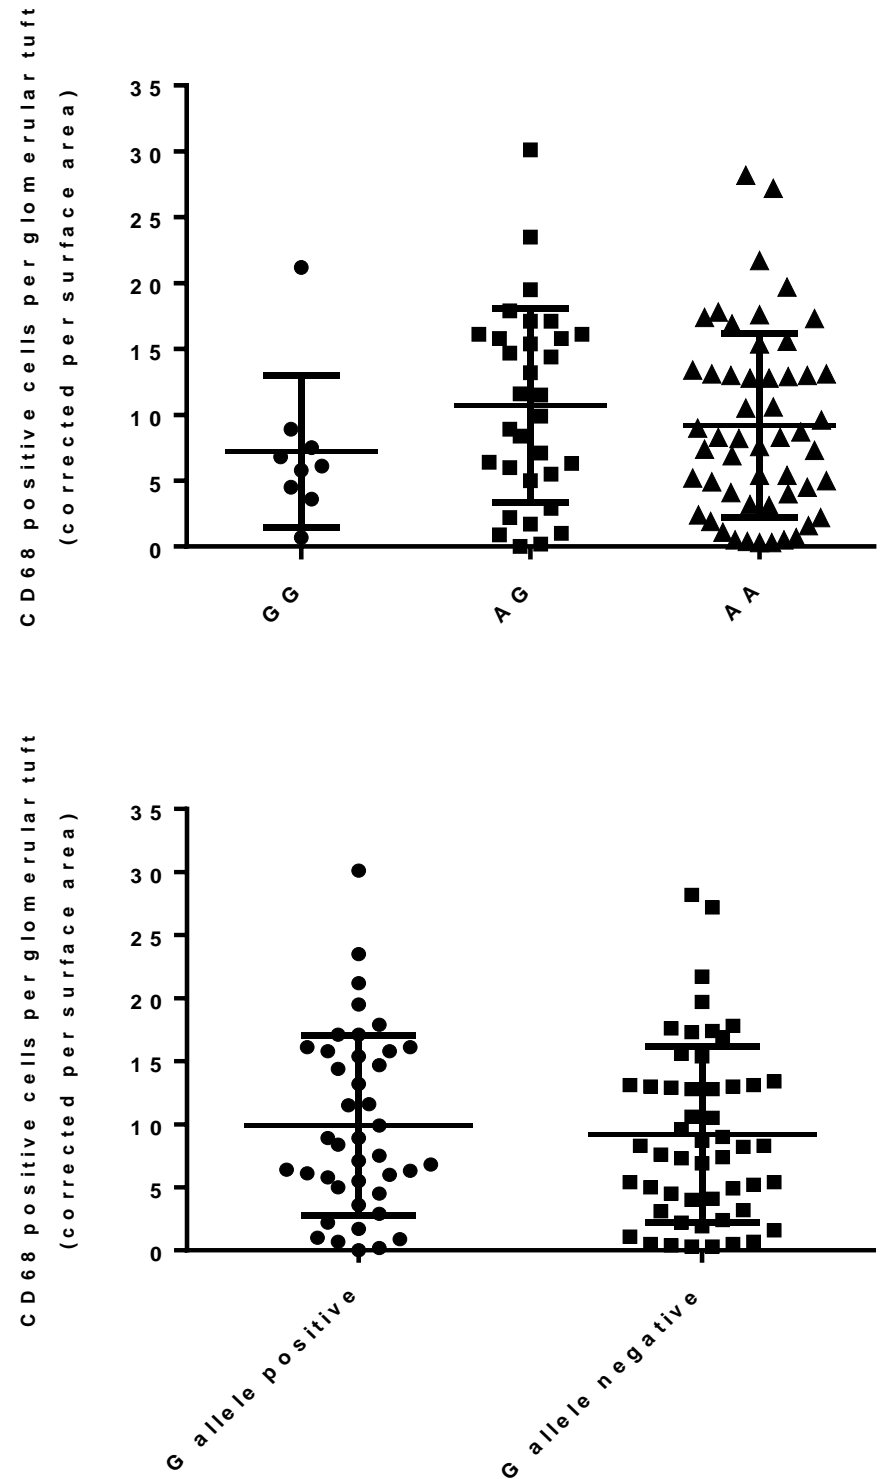 CD68 positive cells per glomerular tuft
(corrected per surface area)
35
30
25
20
15
10
5
0
GG
AG
AA
CD68 positive cells per glomerular tuft
(corrected per surface area)
35
30
25
20
15
10
5
0
G allele positive
G allele negative